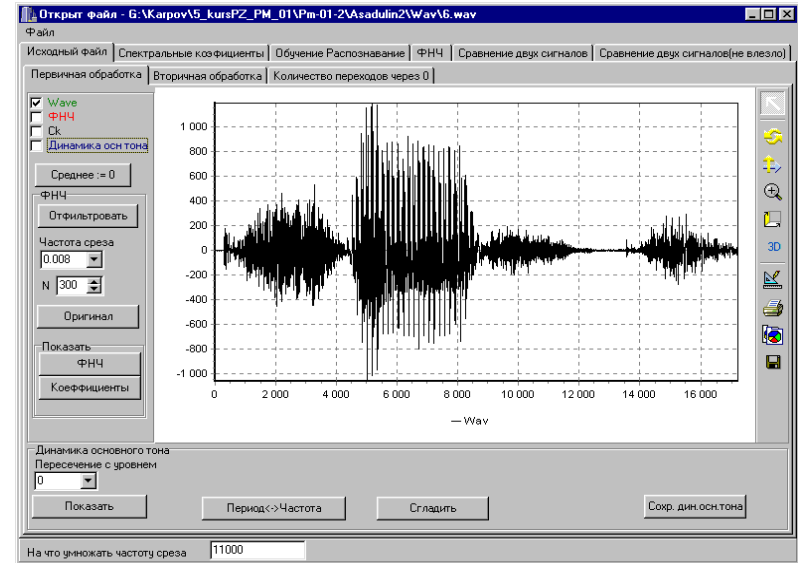 Открыт файл - G:\Karpov\5_kursPZ_PM_01\Pm-01-2\Asadulin2\Wav\6.wav
Файл
Исходный файл Спектральные коэфициенты Обучение Распознавание ФНЧ Сравнение двух сигналов Сравнение двух сигналов(не влезло)
Первичная обработка Вторичная обработка Количество переходов через 0
Wave
ФНЧ
Ck
Динамика осн тона
Среднее := 0
ФНЧ
Отфильтровать
Частота среза
0.008
N 300
Оригинал
Показать
ФНЧ
Коеффициенты
1 000
800
600
400
200
0
-200
-400
-600
-800
-1 000
0 2 000 4 000 6 000 8 000 10 000 12 000 14 000 16 000
Wav
3D
Динамика основного тона
Пересечение с уровнем
0
Показать Период<->Частота Сгладить Сохр. дин.осн.тона
На что умножать частоту среза 11000